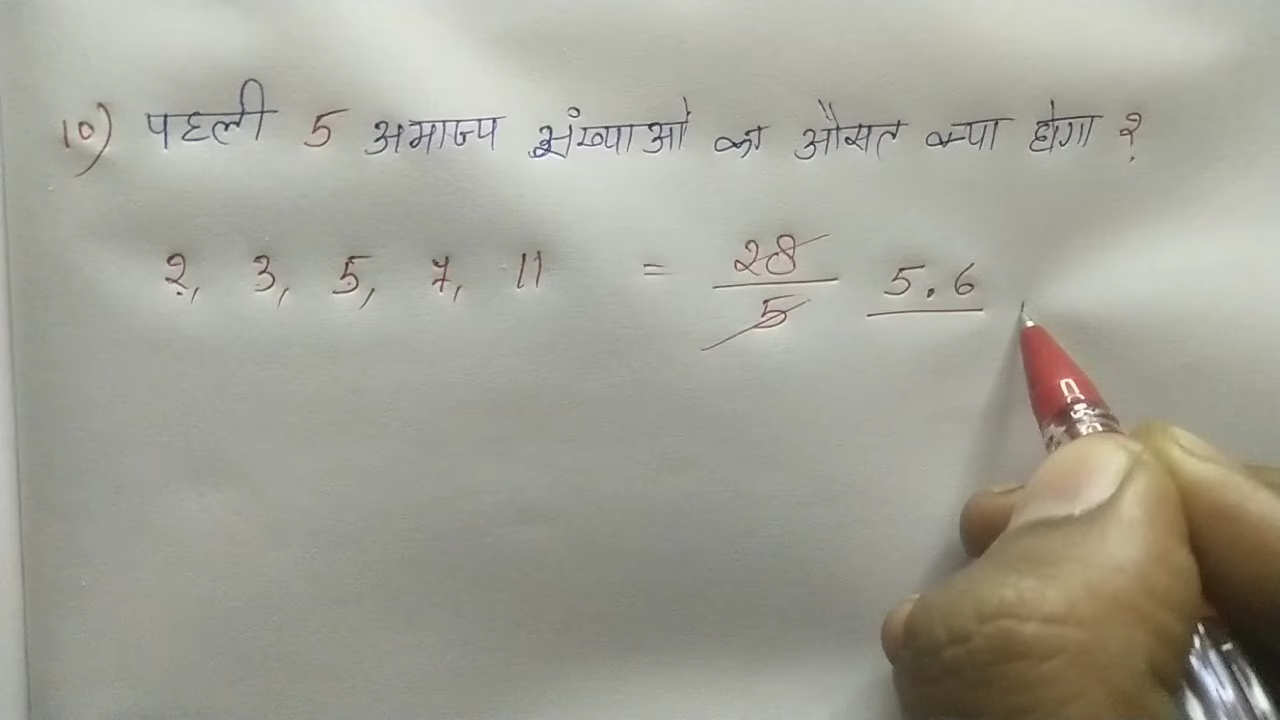 10) पहली 5 अभाज्य संख्याओं का औसत क्या होगा ?
2, 3, 5, 7, 11 = 28/5 5.6